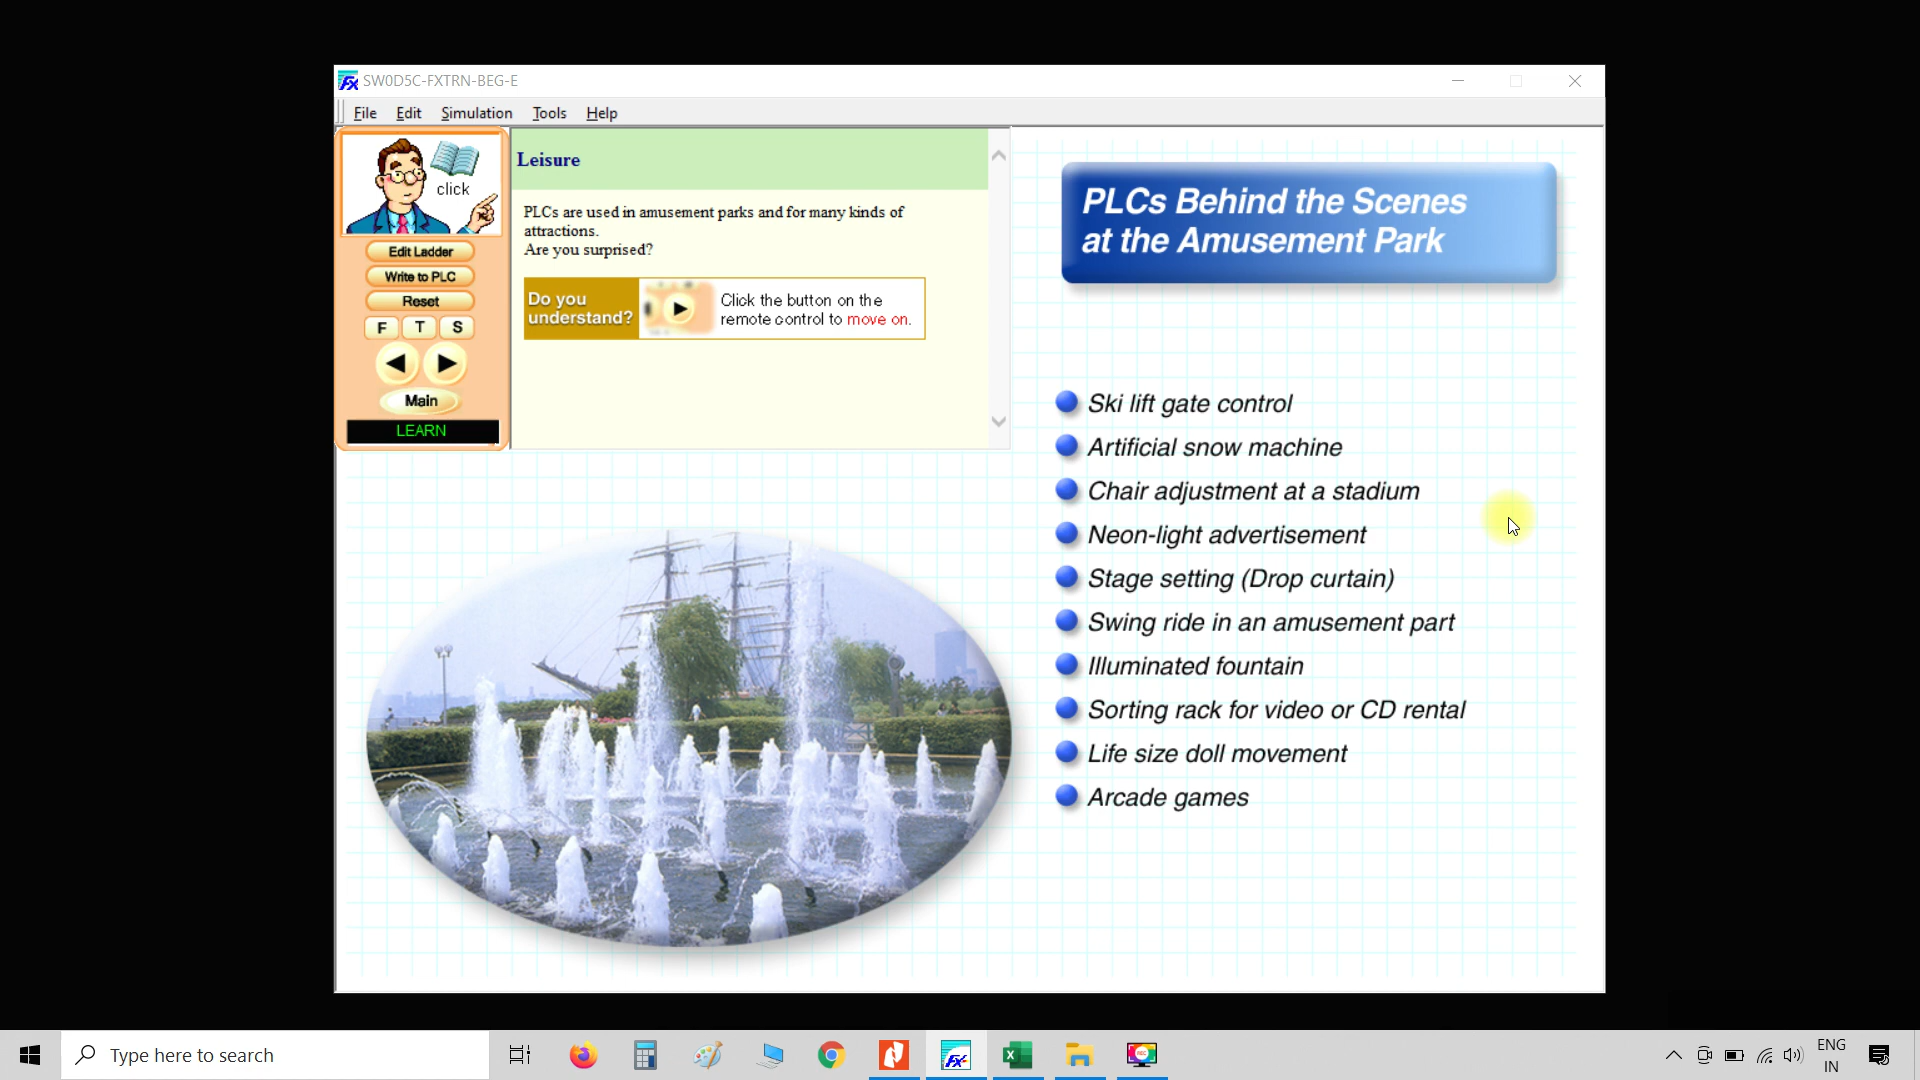 SW0D5C-FXTRN-BEG-E
File Edit Simulation Tools Help
click
Edit Ladder
Write to PLC
Reset
F T S
Main
LEARN
Leisure
PLCs are used in amusement parks and for many kinds of
attractions.
Are you surprised?
Do you
understand?
Click the button on the
remote control to move on.
PLCs Behind the Scenes
at the Amusement Park
Ski lift gate control
Artificial snow machine
Chair adjustment at a stadium
Neon-light advertisement
Stage setting (Drop curtain)
Swing ride in an amusement part
Illuminated fountain
Sorting rack for video or CD rental
Life size doll movement
Arcade games
Type here to search
ENG
IN